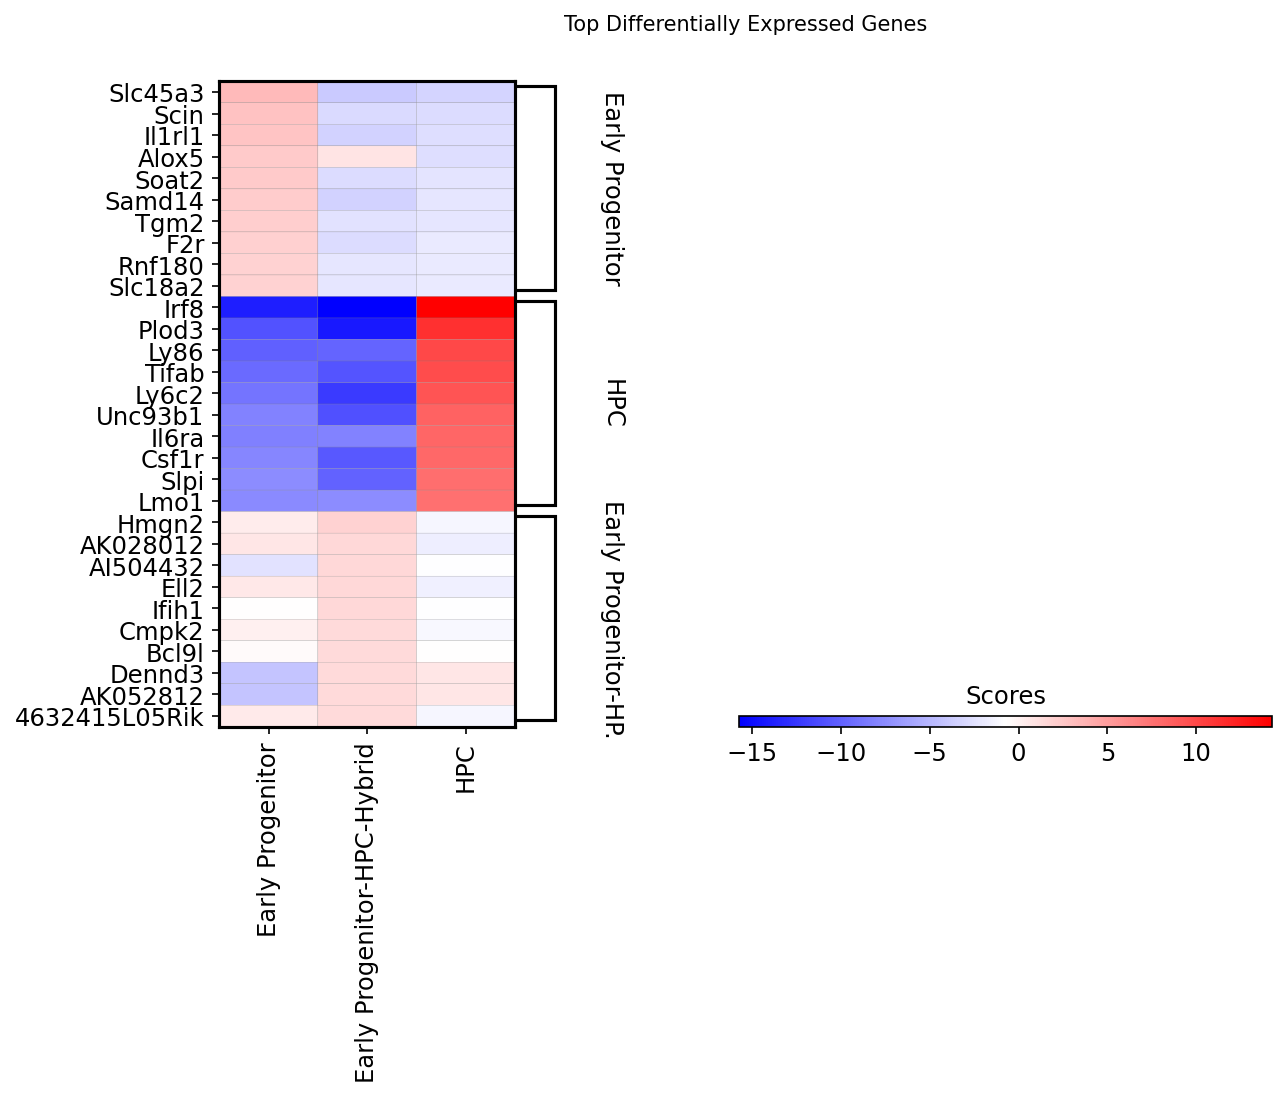 Top Differentially Expressed Genes
Slc45a3
Scin
Il1rl1
Alox5
Soat2
Samd14
Tgm2
F2r
Rnf180
Slc18a2
Irf8
Plod3
Ly86
Tifab
Ly6c2
Unc93b1
Il6ra
Csf1r
Slpi
Lmo1
Hmgn2
AK028012
AI504432
Ell2
Ifih1
Cmpk2
Bcl9l
Dennd3
AK052812
4632415L05Rik
Early Progenitor
HPC
Early Progenitor-HP.
Early Progenitor
Early Progenitor-HPC-Hybrid
HPC
Scores
−15 −10 −5 0 5 10